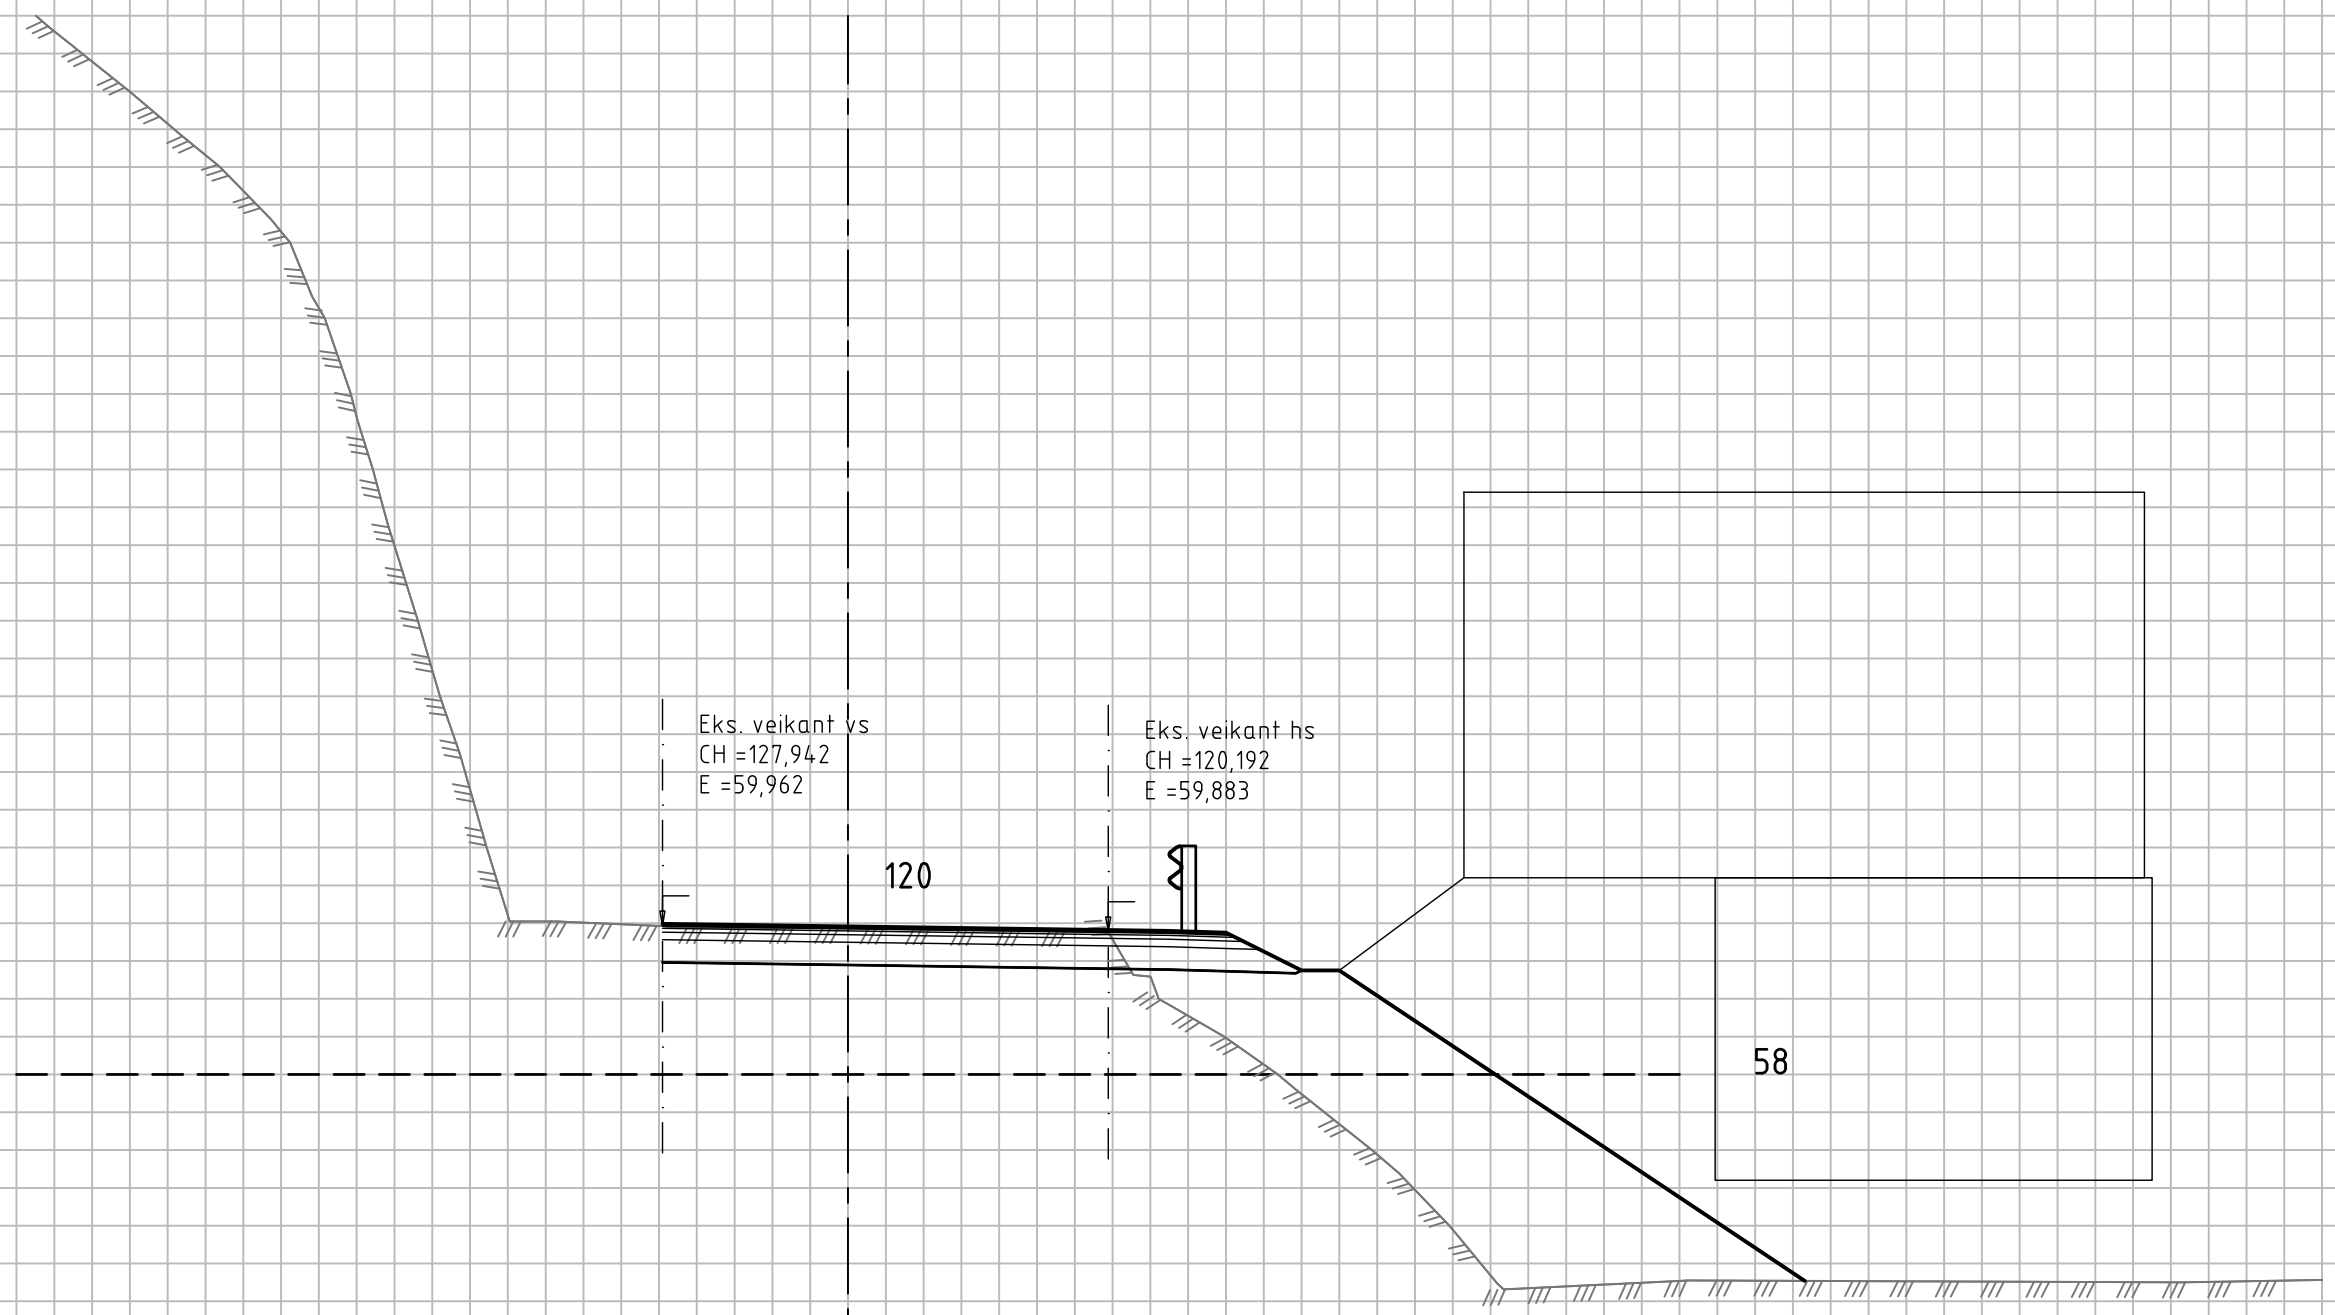 Eks. veikant vs
CH =127,942
E =59,962
Eks. veikant hs
CH =120,192
E =59,883
120
58